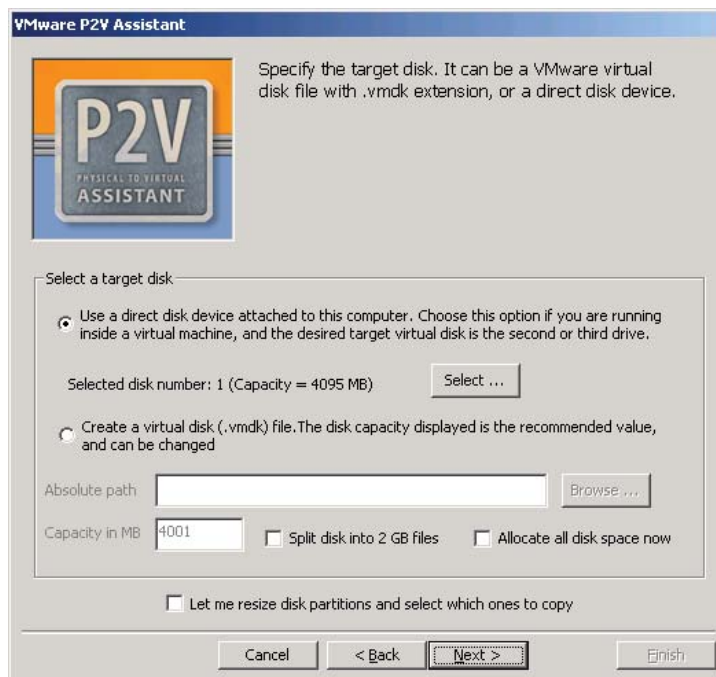 VMware P2V Assistant
Specify the target disk. It can be a VMware virtual
disk file with .vmdk extension, or a direct disk device.
P2V
PHYSICAL TO VIRTUAL
ASSISTANT
Select a target disk
Use a direct disk device attached to this computer. Choose this option if you are running
inside a virtual machine, and the desired target virtual disk is the second or third drive.
Selected disk number: 1 (Capacity = 4095 MB)
Select ...
Create a virtual disk (.vmdk) file.The disk capacity displayed is the recommended value,
and can be changed
Absolute path
Browse ...
Capacity in MB
4001
Split disk into 2 GB files
Allocate all disk space now
Let me resize disk partitions and select which ones to copy
Cancel
< Back
Next >
Finish